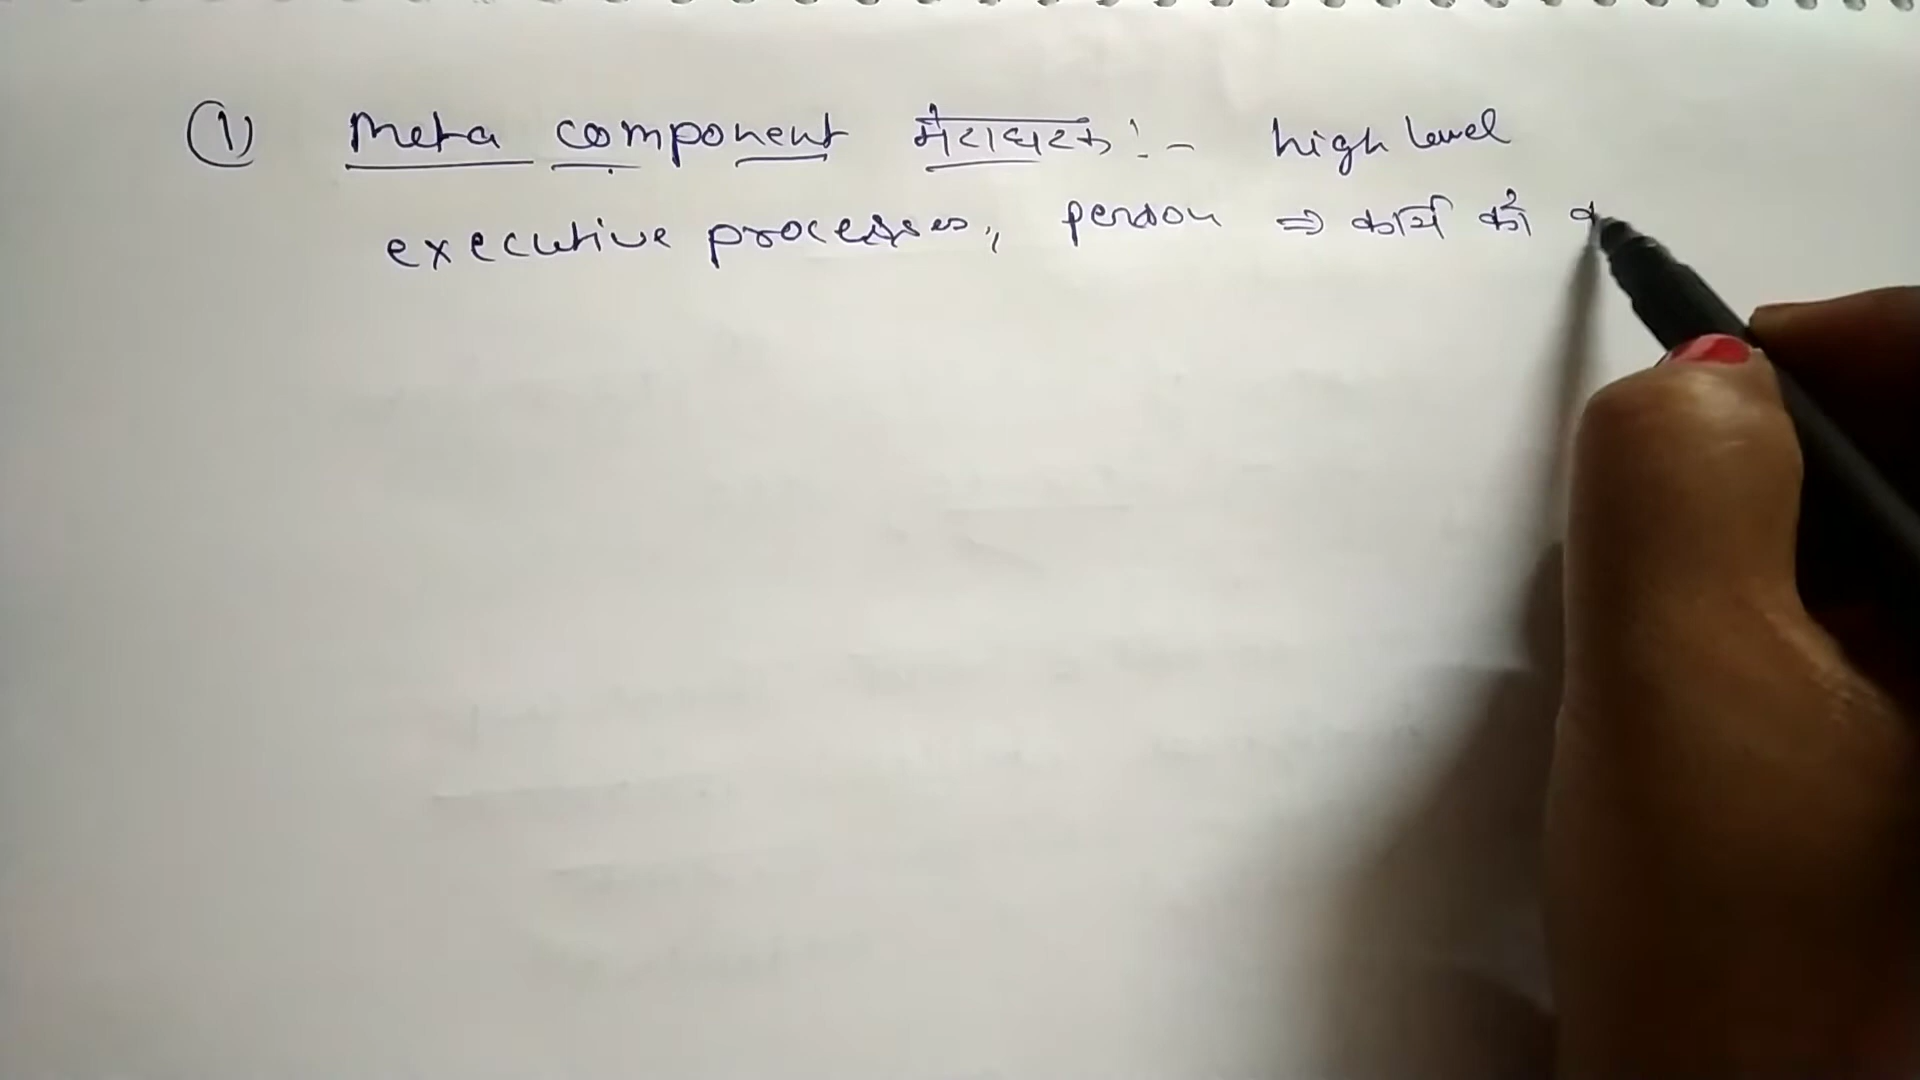 ① Meta component मेटाघटक :- high level
executive processes, person ⇒ कार्य को क